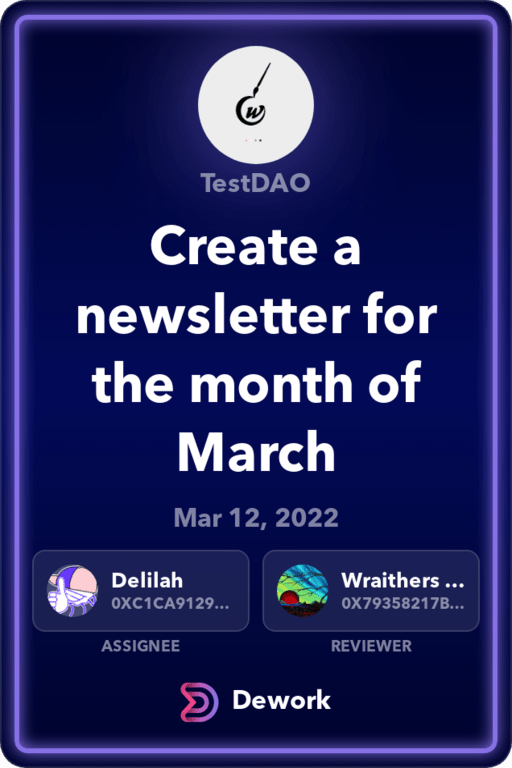 TestDAO
Create a
newsletter for
the month of
March
Mar 12, 2022
Delilah
0XC1CA9129...
ASSIGNEE
Wraithers ...
0X79358217B...
REVIEWER
Dework